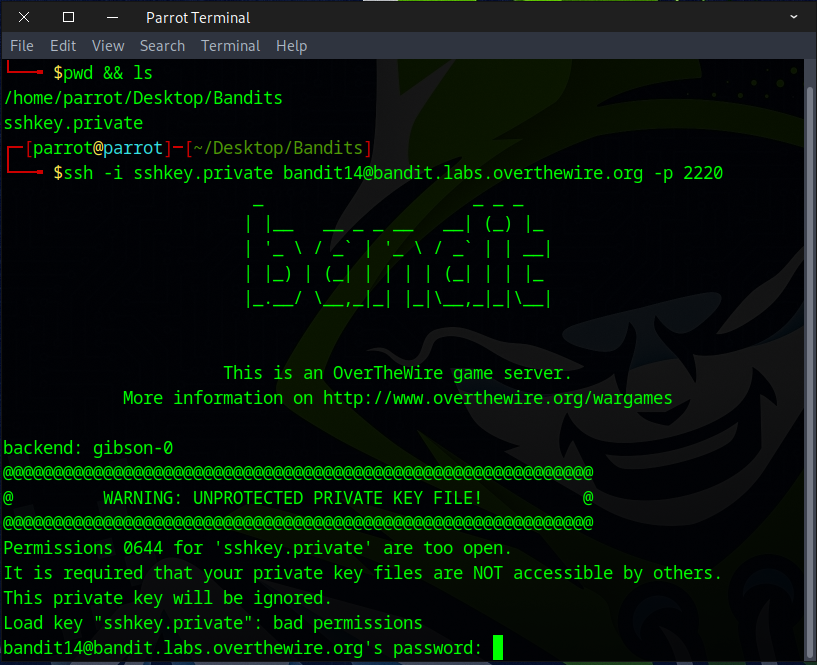 Parrot Terminal
File Edit View Search Terminal Help
$pwd && ls
/home/parrot/Desktop/Bandits
sshkey.private
[parrot@parrot]─[~/Desktop/Bandits]
$ssh -i sshkey.private bandit14@bandit.labs.overthewire.org -p 2220
bandit
This is an OverTheWire game server.
More information on http://www.overthewire.org/wargames
backend: gibson-0
@@@@@@@@@@@@@@@@@@@@@@@@@@@@@@@@@@@@@@@@@@@@@@@@@@@@@@@@@@@
@         WARNING: UNPROTECTED PRIVATE KEY FILE!          @
@@@@@@@@@@@@@@@@@@@@@@@@@@@@@@@@@@@@@@@@@@@@@@@@@@@@@@@@@@@
Permissions 0644 for 'sshkey.private' are too open.
It is required that your private key files are NOT accessible by others.
This private key will be ignored.
Load key "sshkey.private": bad permissions
bandit14@bandit.labs.overthewire.org's password: